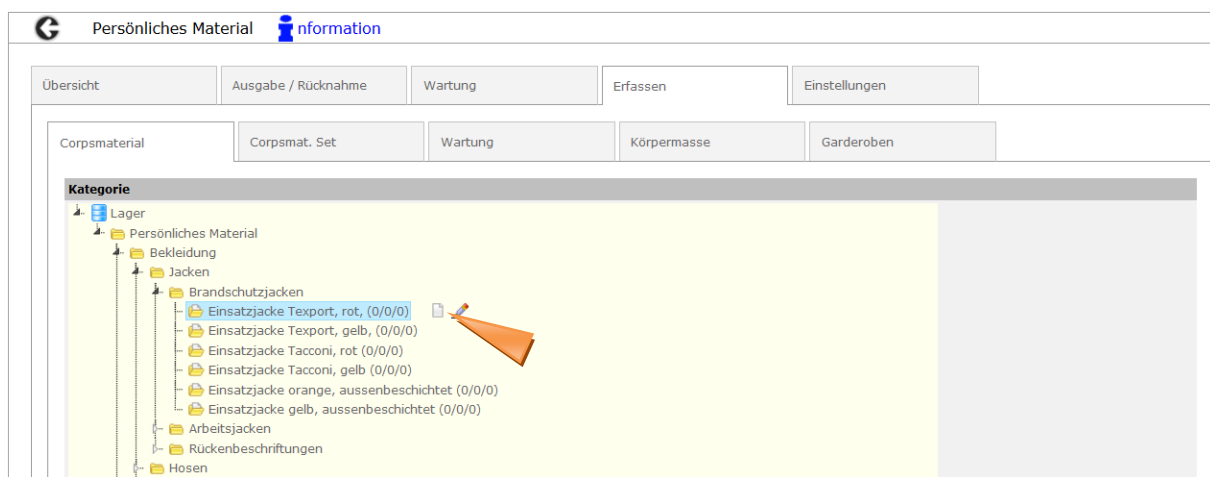 Persönliches Material nformation
Übersicht Ausgabe / Rücknahme Wartung Erfassen Einstellungen
Corpsmaterial Corpsmat. Set Wartung Körpermasse Garderoben
Kategorie
Lager
Persönliches Material
Bekleidung
Jacken
Brandschutzjacken
Einsatzjacke Texport, rot, (0/0/0)
Einsatzjacke Texport, gelb, (0/0/0)
Einsatzjacke Tacconi, rot (0/0/0)
Einsatzjacke Tacconi, gelb (0/0/0)
Einsatzjacke orange, aussenbeschichtet (0/0/0)
Einsatzjacke gelb, aussenbeschichtet (0/0/0)
Arbeitsjacken
Rückenbeschriftungen
Hosen